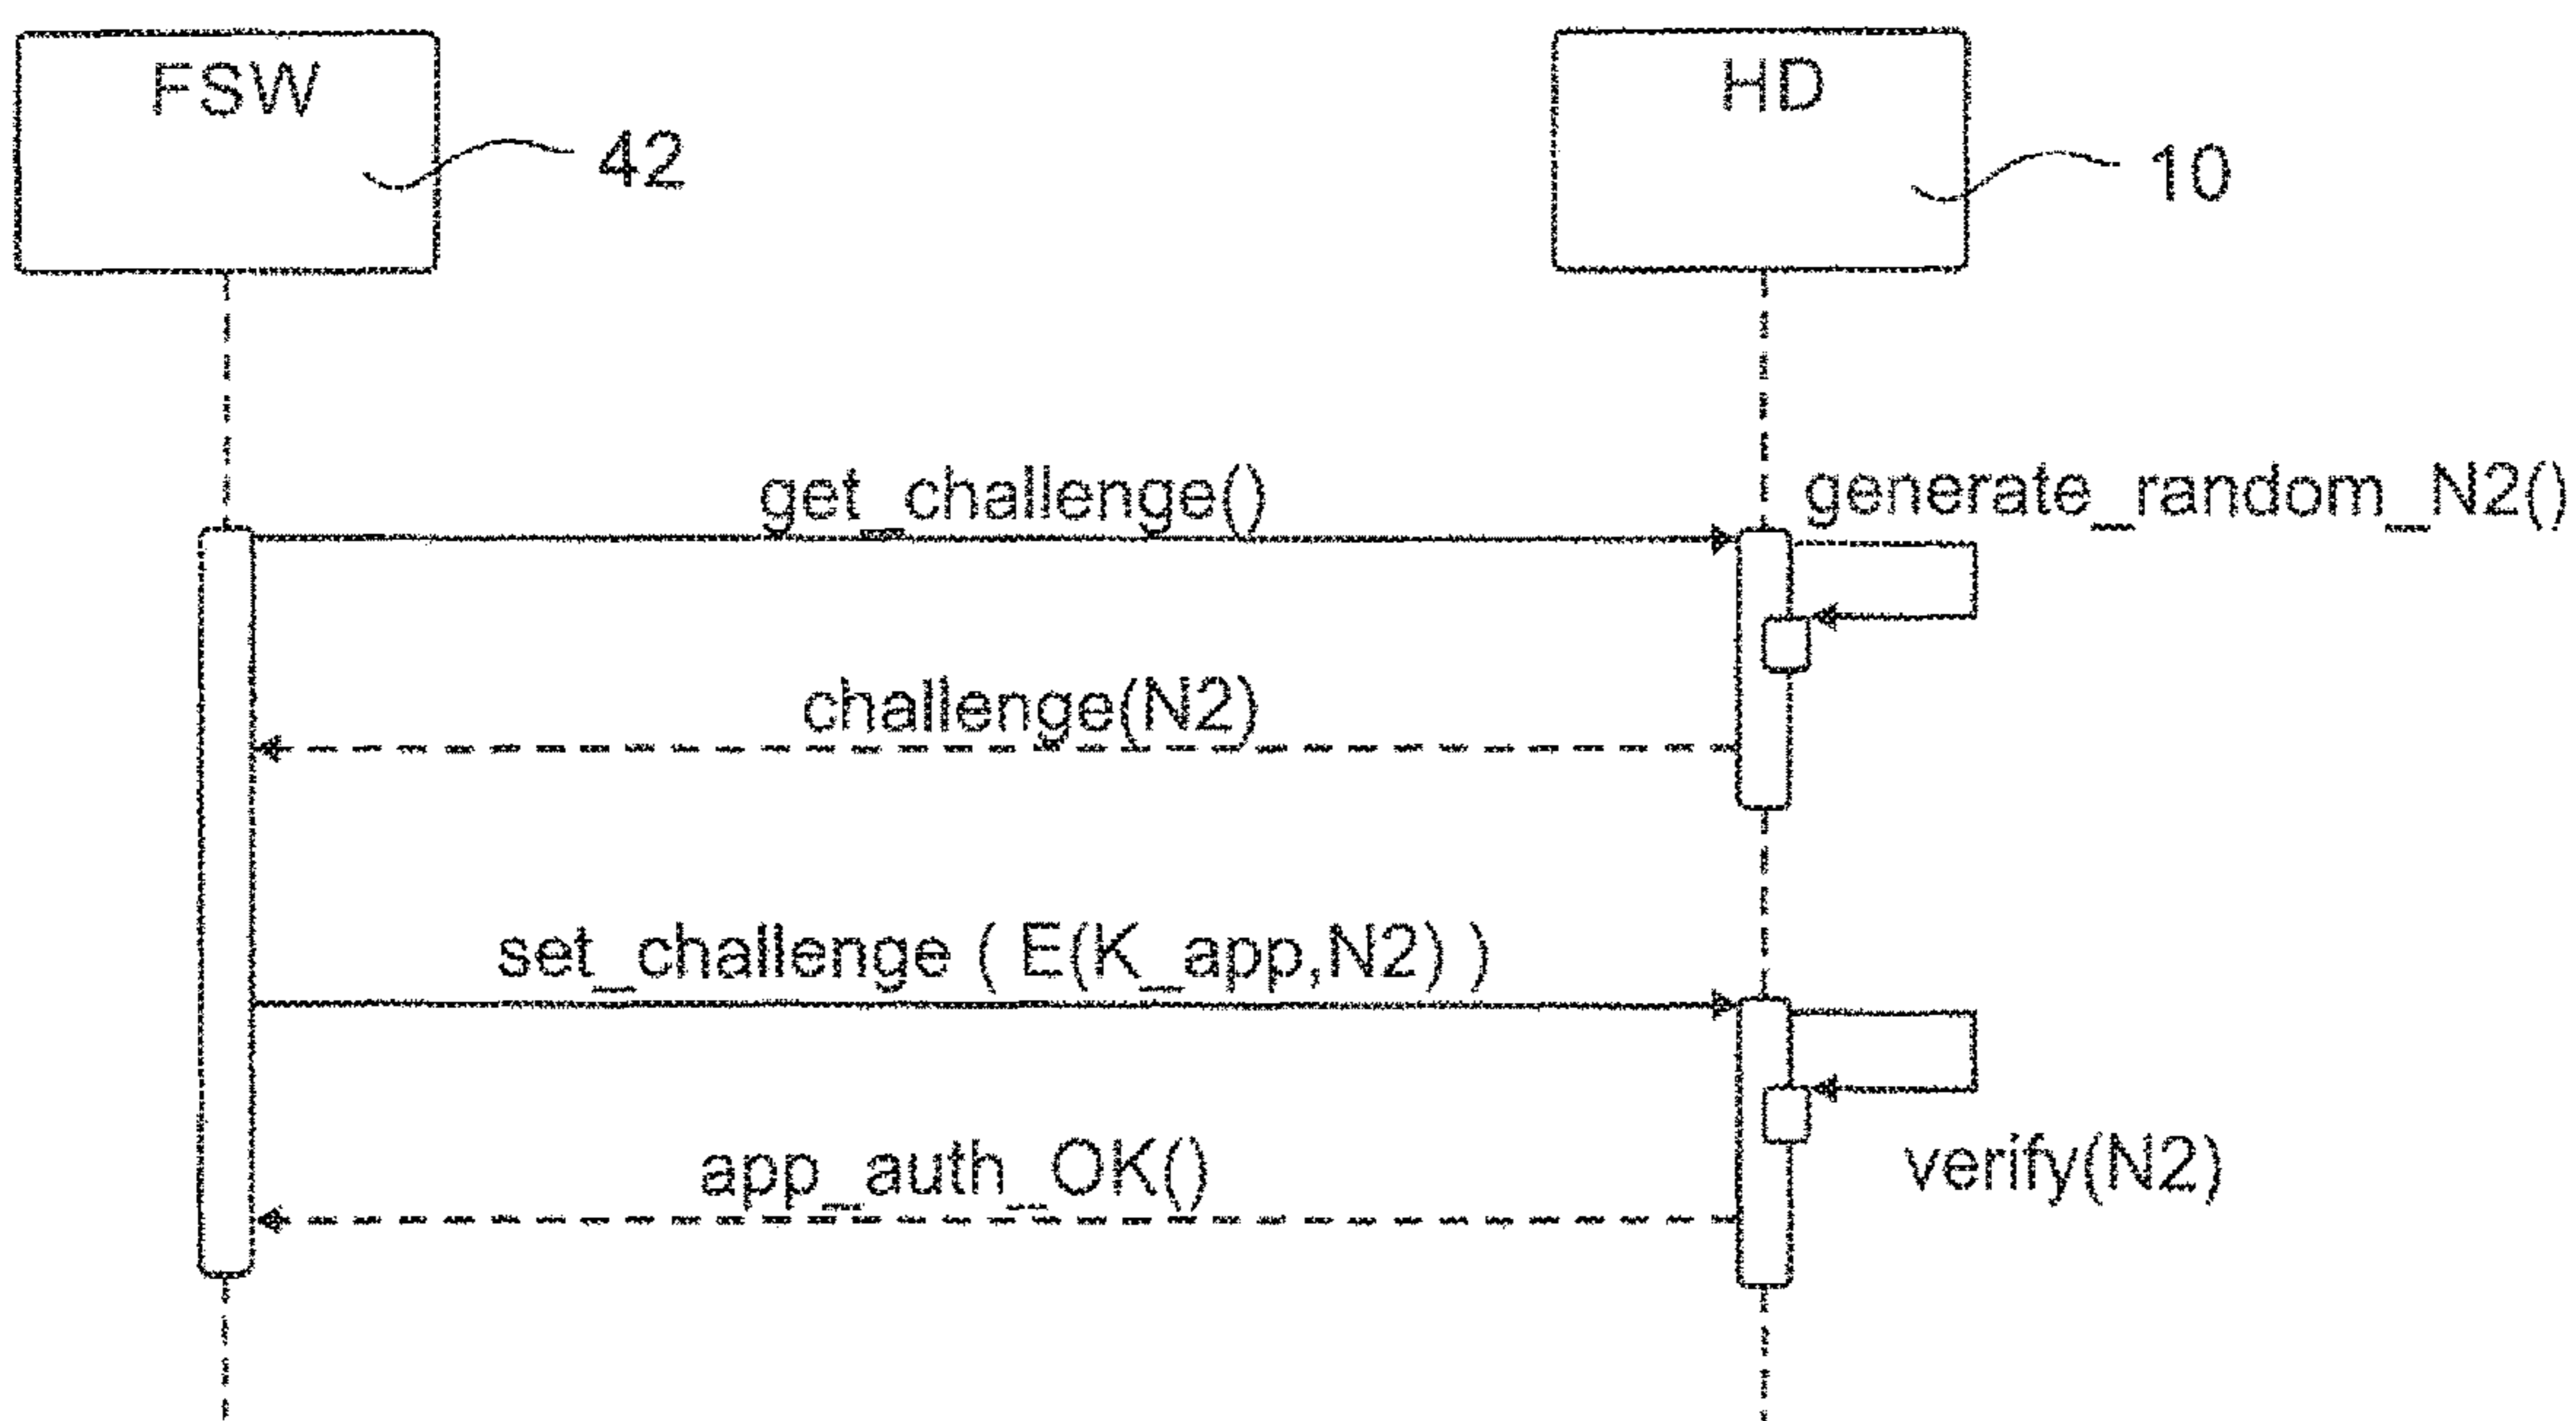 FSW
HD
42
10
get_challenge()
generate_random_N2()
challenge(N2)
set_challenge ( E(K_app,N2) )
app_auth_OK()
verify(N2)